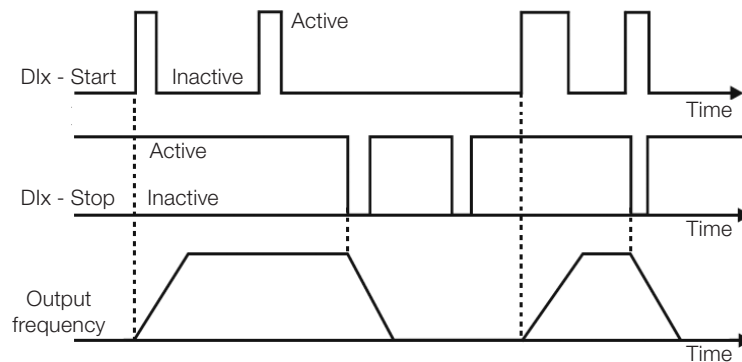 Active
DIx - Start
Inactive
Time
Active
DIx - Stop
Inactive
Time
Output
frequency
Time